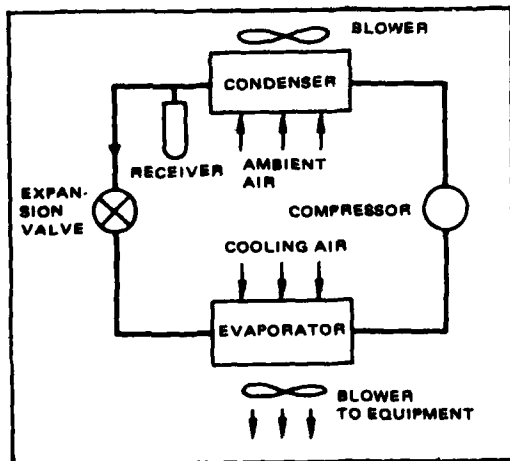 BLOWER
CONDENSER
RECEIVER
AMBIENT
AIR
EXPAN-
SION
VALVE
COMPRESSOR
COOLING AIR
EVAPORATOR
BLOWER
TO EQUIPMENT